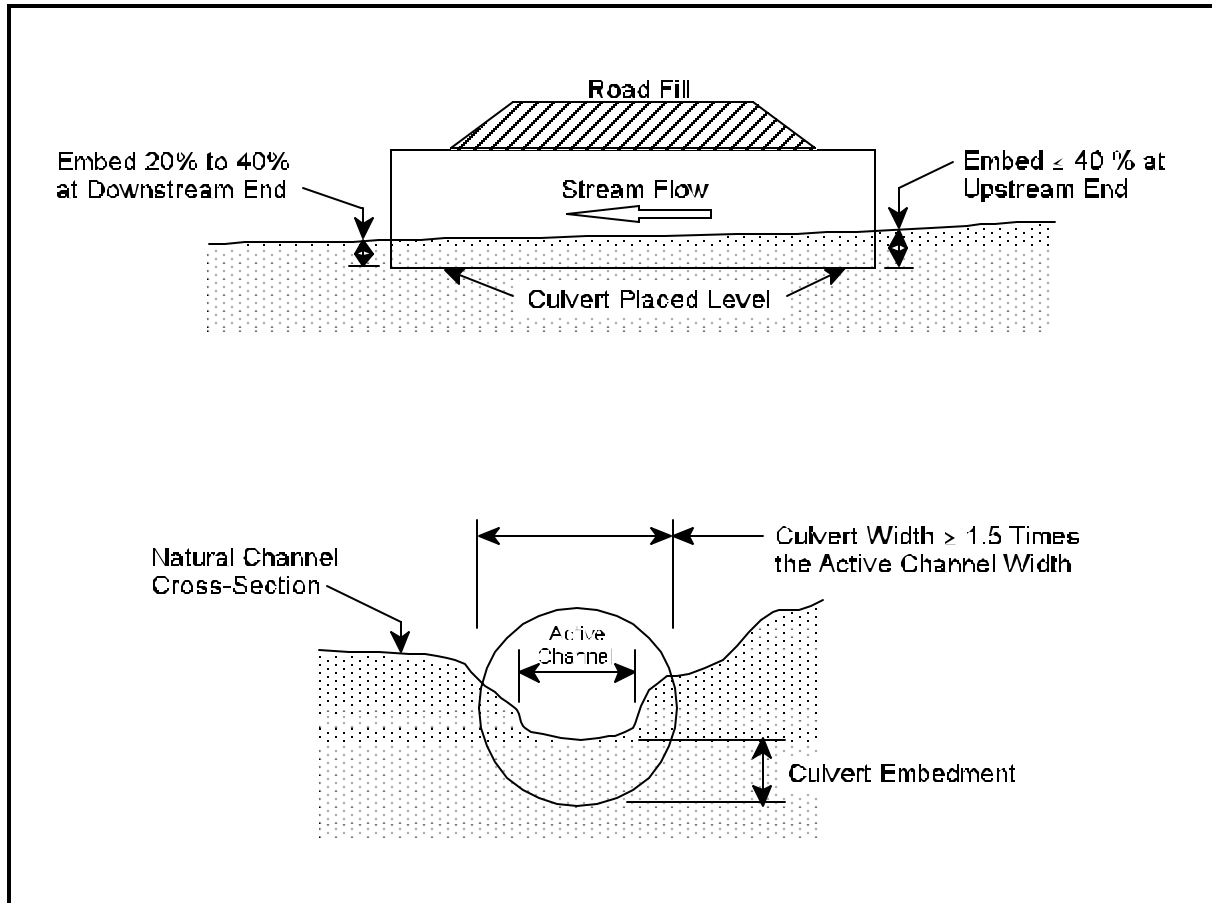 Road Fill
Embed 20% to 40%
at Downstream End
Stream Flow
Embed ≤ 40 % at
Upstream End
Culvert Placed Level
Culvert Width ≥ 1.5 Times
the Active Channel Width
Natural Channel
Cross-Section
Active
Channel
Culvert Embedment